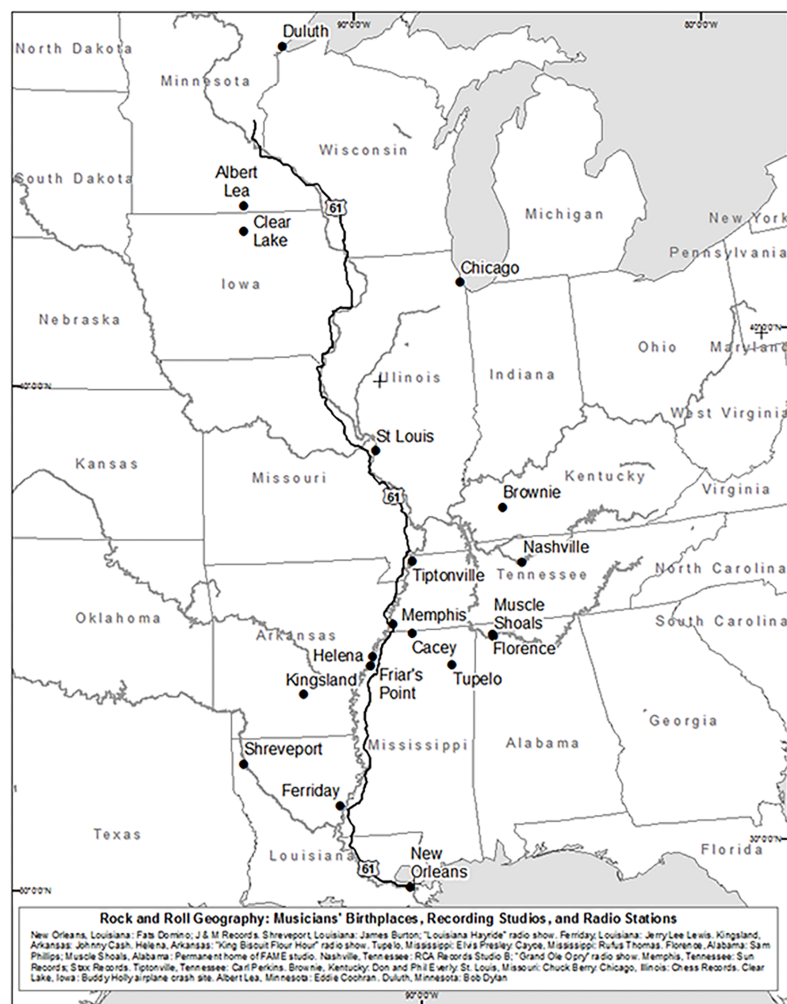 90°0'0"W
80°0'0"W
Duluth
North Dakota
Minnesota
Wisconsin
South Dakota
Albert
Lea
61
Michigan
New York
Clear
Lake
Pennsylvania
Chicago
Iowa
Nebraska
40°0'0"N
Ohio
Maryland
Illinois
Indiana
40°0'0"N
West Virginia
St Louis
Kansas
Missouri
Kentucky
Virginia
61
Brownie
Nashville
Tiptonville
Tennessee
North Carolina
Oklahoma
Arkansas
Memphis
Muscle
Shoals
South Carolina
Helena
Cacey
Florence
Kingsland
Friar's
Point
Tupelo
Georgia
Mississippi
Alabama
Shreveport
Ferriday
Texas
Louisiana
30°0'0"N
Florida
New
Orleans
61
30°0'0"N
Rock and Roll Geography: Musicians' Birthplaces, Recording Studios, and Radio Stations
New Orleans, Louisiana: Fats Domino; J & M Records. Shreveport, Louisiana: James Burton; "Louisiana Hayride" radio show. Ferriday, Louisiana: Jerry Lee Lewis. Kingsland,
Arkansas: Johnny Cash. Helena, Arkansas: "King Biscuit Flour Hour" radio show. Tupelo, Mississippi: Elvis Presley. Cayce, Mississippi: Rufus Thomas. Florence, Alabama: Sam
Phillips; Muscle Shoals, Alabama: Permanent home of FAME studio. Nashville, Tennessee: RCA Records Studio B; "Grand Ole Opry" radio show. Memphis, Tennessee: Sun
Records; Stax Records. Tiptonville, Tennessee: Carl Perkins. Brownie, Kentucky: Don and Phil Everly. St. Louis, Missouri: Chuck Berry. Chicago, Illinois: Chess Records. Clear
Lake, Iowa: Buddy Holly airplane crash site. Albert Lea, Minnesota: Eddie Cochran. Duluth, Minnesota: Bob Dylan
90°0'0"W